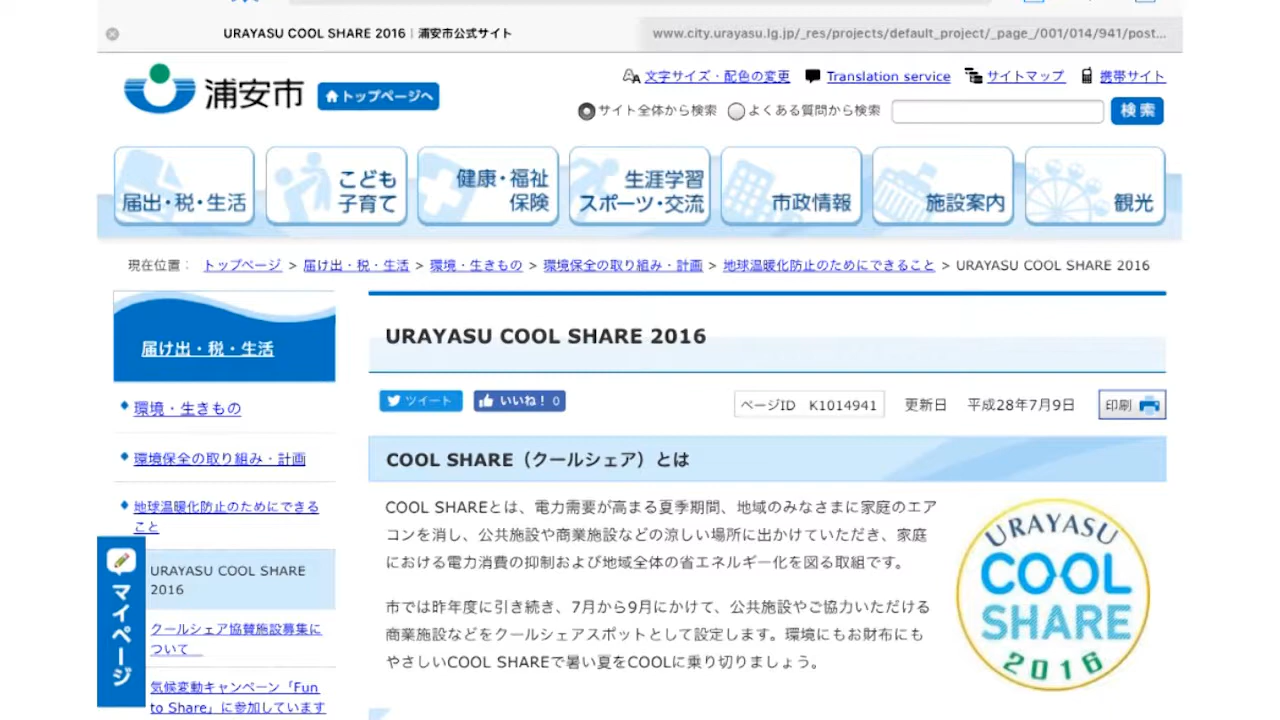 URAYASU COOL SHARE 2016｜浦安市公式サイト
www.city.urayasu.lg.jp/_res/projects/default_project/_page_/001/014/941/post...
浦安市
トップページへ
文字サイズ・配色の変更 Translation service サイトマップ 携帯サイト
サイト全体から検索 よくある質問から検索 検索
届出・税・生活
こども
子育て
健康・福祉
保険
生涯学習
スポーツ・交流
市政情報
施設案内
観光
現在位置： トップページ > 届け出・税・生活 > 環境・生きもの > 環境保全の取り組み・計画 > 地球温暖化防止のためにできること > URAYASU COOL SHARE 2016
届け出・税・生活
環境・生きもの
環境保全の取り組み・計画
地球温暖化防止のためにできる
こと
URAYASU COOL SHARE
2016
クールシェア協賛施設募集に
ついて
気候変動キャンペーン「Fun
to Share」に参加しています
マイページ
URAYASU COOL SHARE 2016
ツイート いいね！ 0
ページID K1014941 更新日 平成28年7月9日 印刷
COOL SHARE（クールシェア）とは
COOL SHAREとは、電力需要が高まる夏季期間、地域のみなさまに家庭のエア
コンを消し、公共施設や商業施設などの涼しい場所に出かけていただき、家庭
における電力消費の抑制および地域全体の省エネルギー化を図る取組です。
市では昨年度に引き続き、7月から9月にかけて、公共施設やご協力いただける
商業施設などをクールシェアスポットとして設定します。環境にもお財布にも
やさしいCOOL SHAREで暑い夏をCOOLに乗り切りましょう。
URAYASU
COOL
SHARE
2016